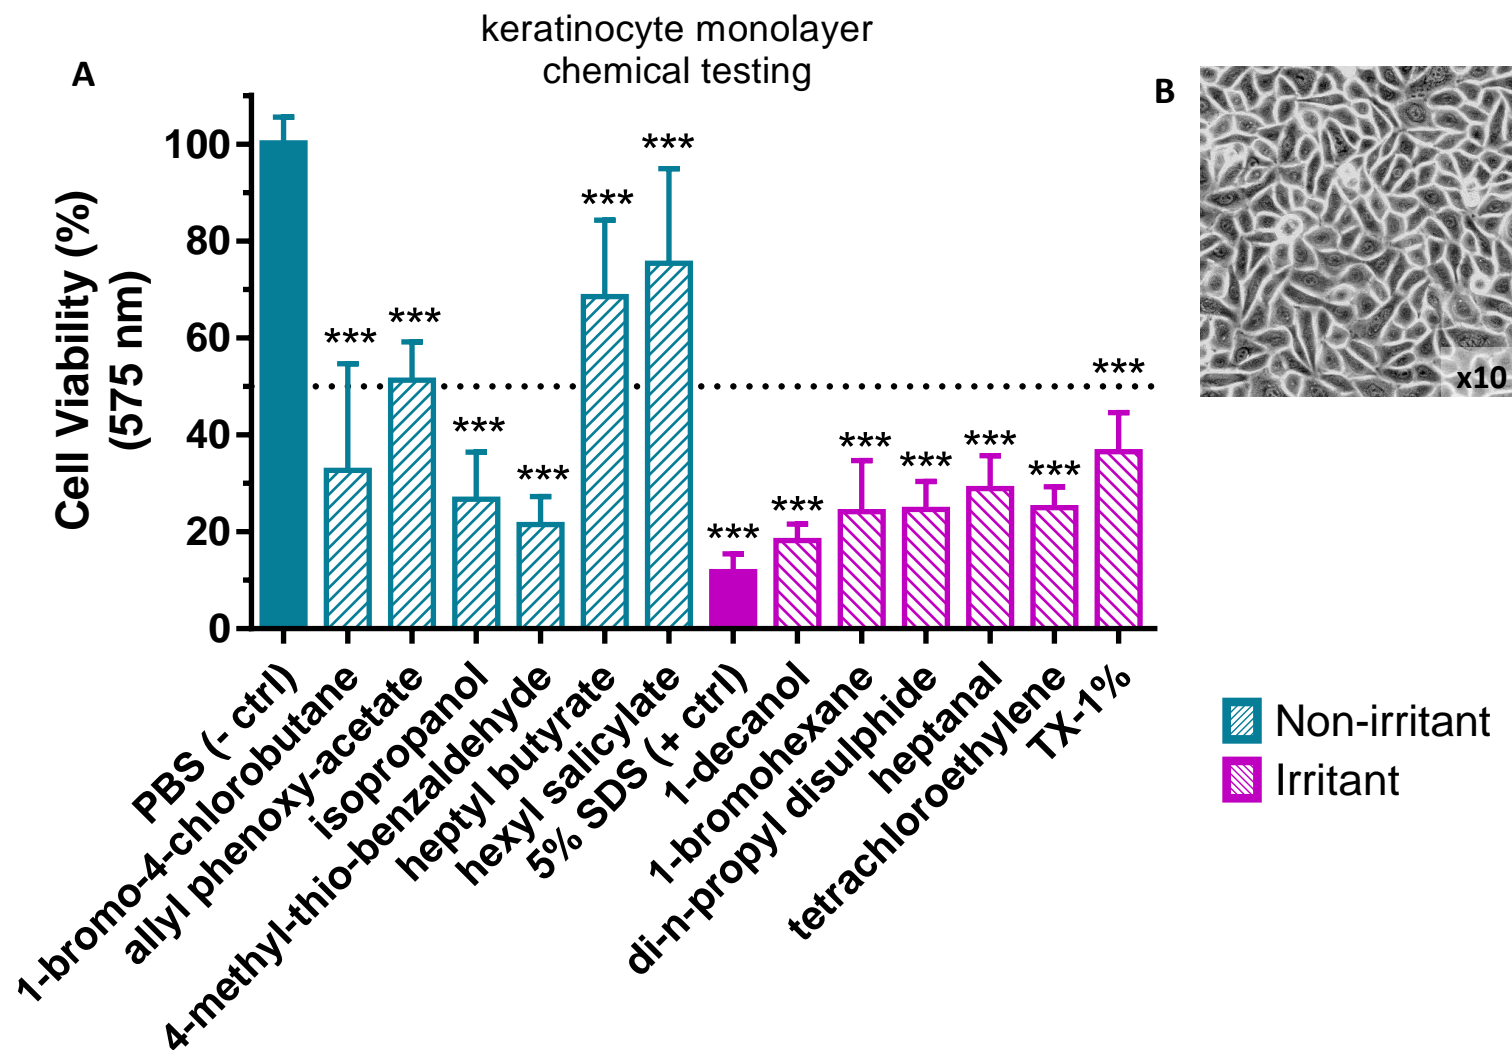 keratinocyte monolayer
chemical testing
A
B
Cell Viability (%)
(575 nm)
100
80
60
40
20
0
***
***
***
***
***
***
***
***
***
***
***
***
***
PBS (- ctrl)
1-bromo-4-chlorobutane
allyl phenoxy-acetate
isopropanol
4-methyl-thio-benzaldehyde
heptyl butyrate
hexyl salicylate
5% SDS (+ ctrl)
1-decanol
1-bromohexane
di-n-propyl disulphide
heptanal
tetrachloroethylene
TX-1%
x10
Non-irritant
Irritant